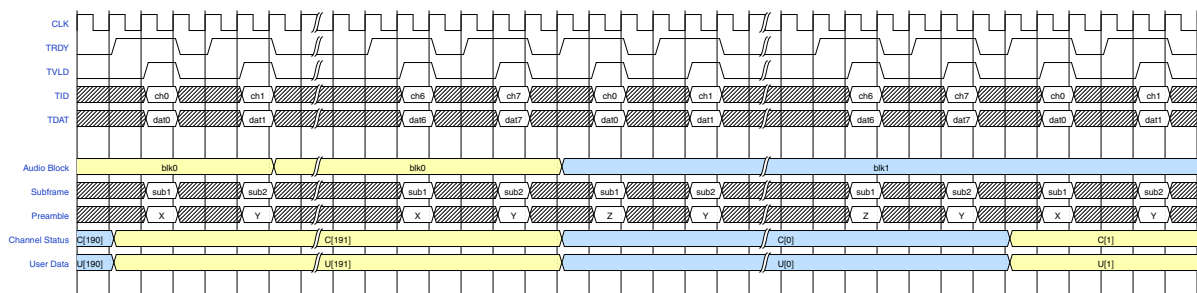 CLK
TRDY
TVLD
TID ch0 ch1 ch6 ch7 ch0 ch1 ch6 ch7 ch0 ch1
TDAT dat0 dat1 dat6 dat7 dat0 dat1 dat6 dat7 dat0 dat1
Audio Block blk0 blk0 blk1
Subframe sub1 sub2 sub1 sub2 sub1 sub2 sub1 sub2 sub1 sub2
Preamble X Y X Y Z Y Z Y X Y
Channel Status C[190] C[191] C[0] C[1]
User Data U[190] U[191] U[0] U[1]